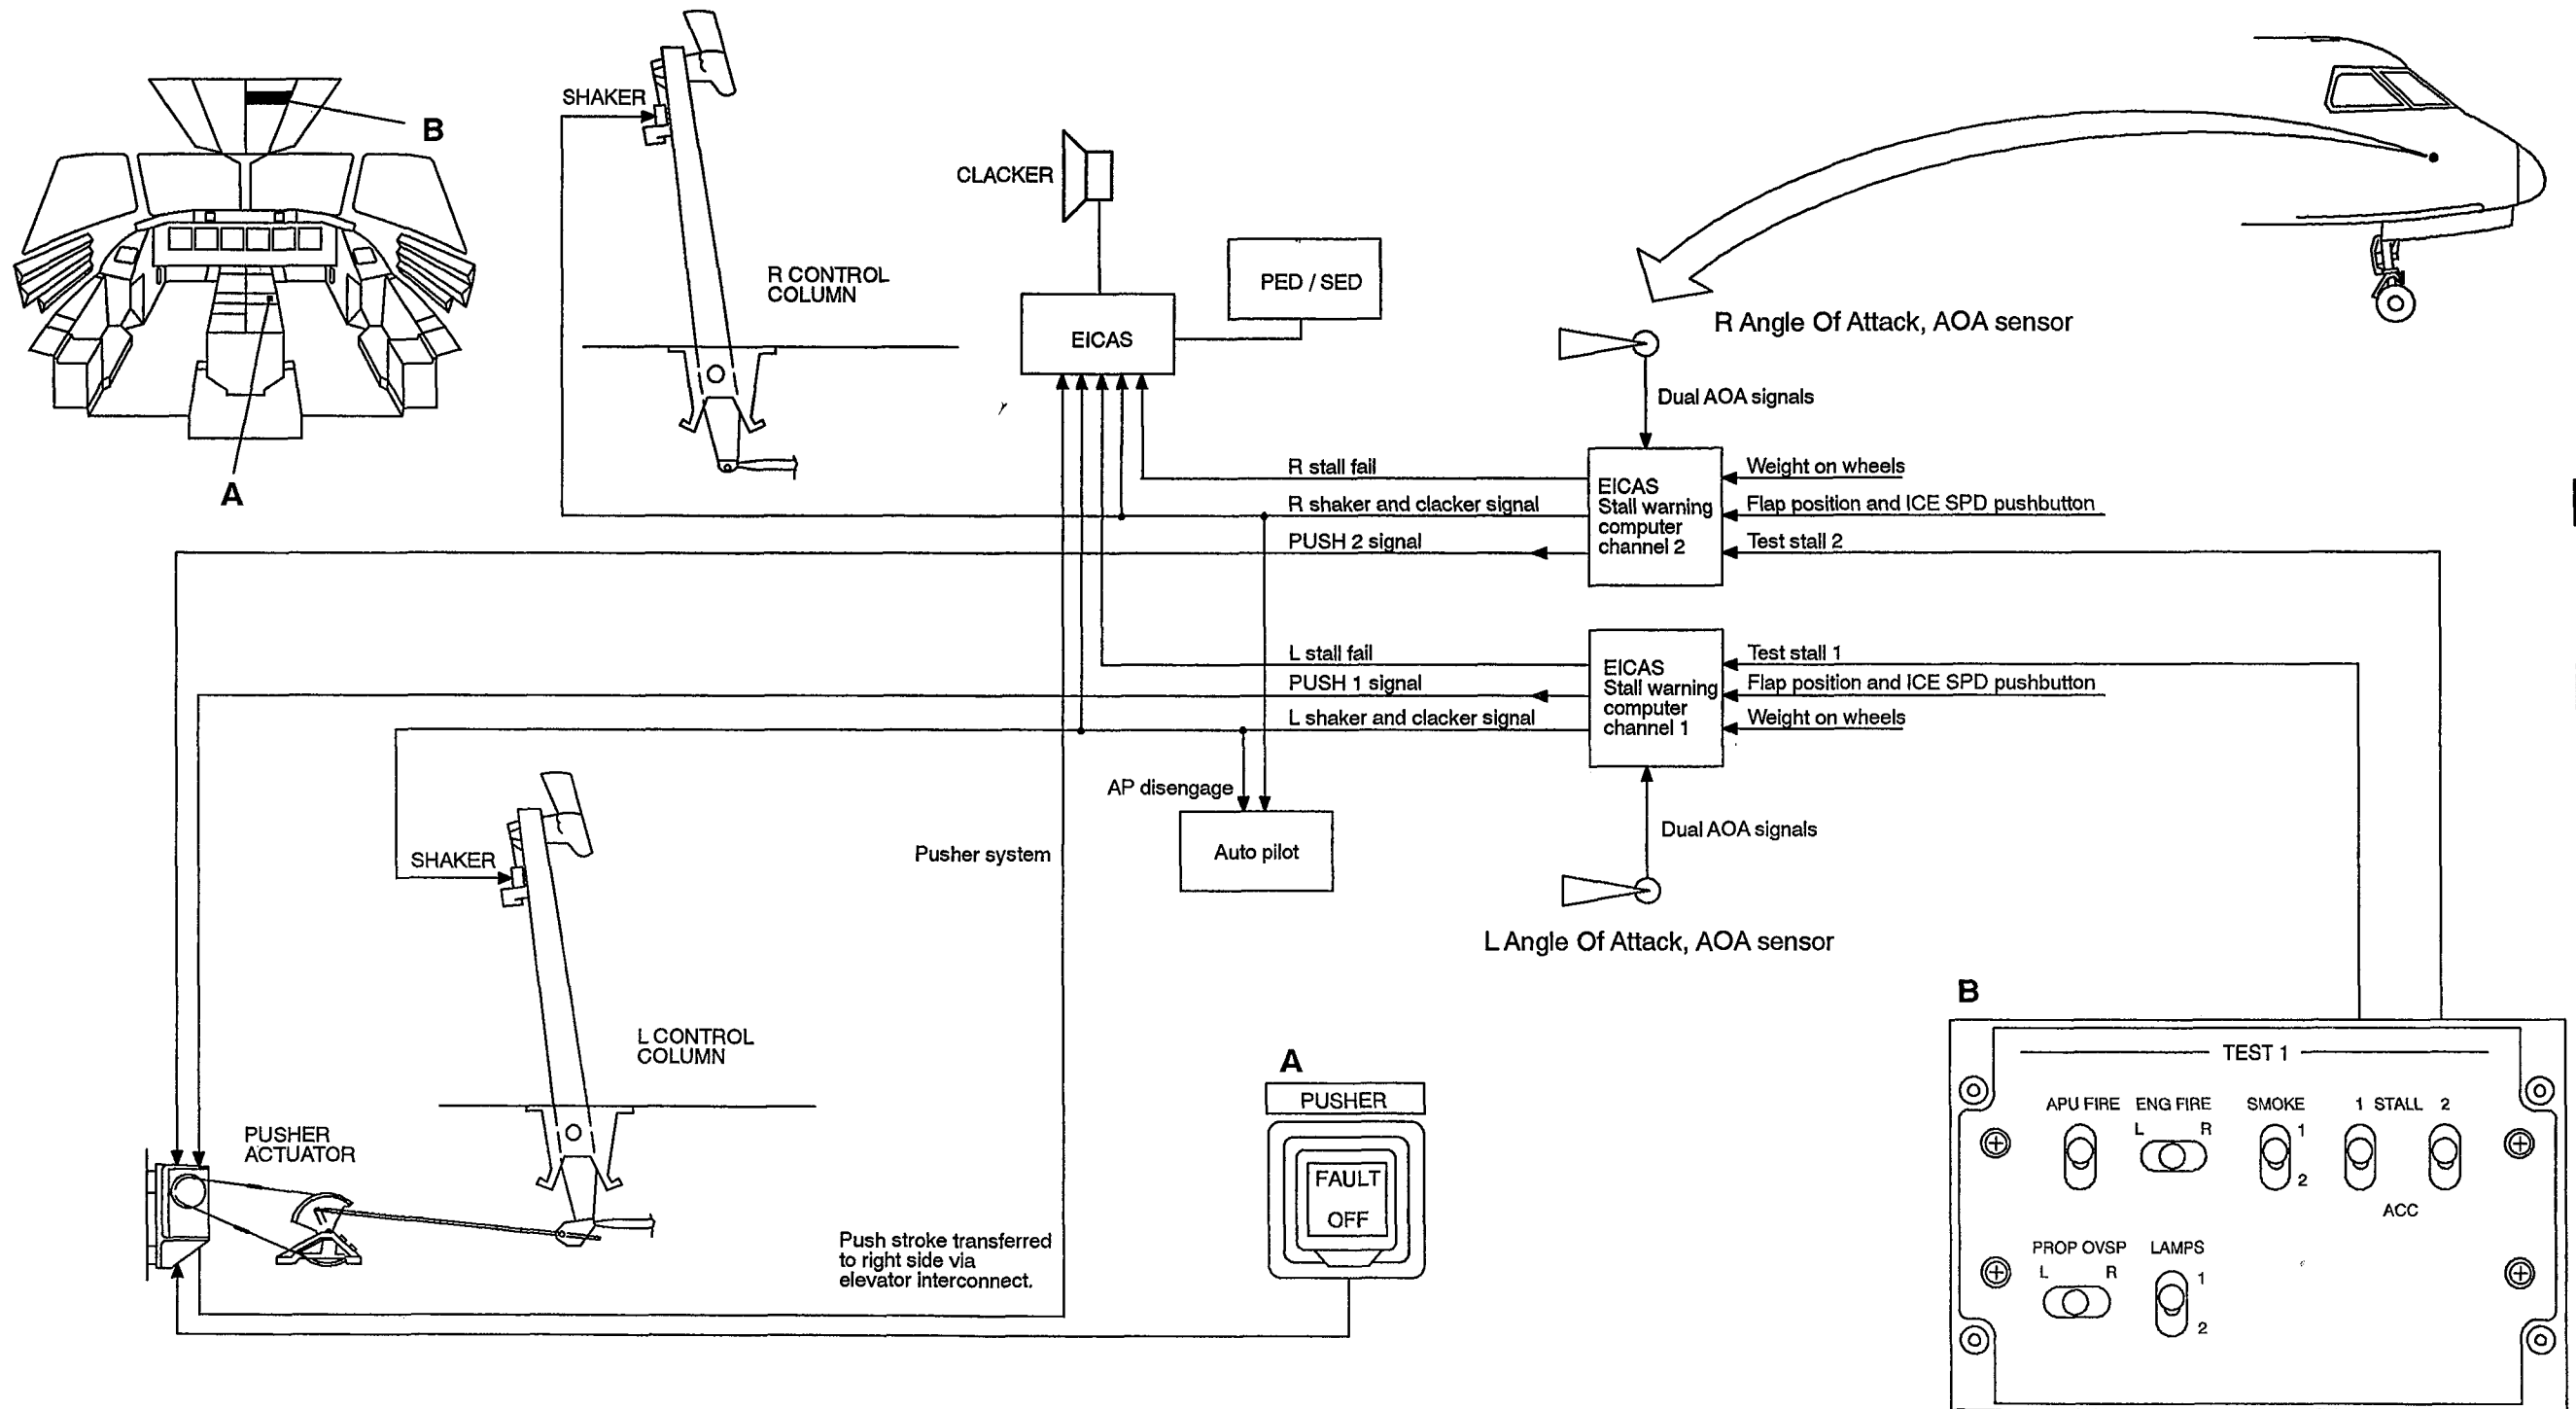 B
A
SHAKER
R CONTROL
COLUMN
CLACKER
PED / SED
EICAS
R Angle Of Attack, AOA sensor
Dual AOA signals
R stall fail
R shaker and clacker signal
PUSH 2 signal
EICAS
Stall warning
computer
channel 2
Weight on wheels
Flap position and ICE SPD pushbutton
Test stall 2
L stall fail
PUSH 1 signal
L shaker and clacker signal
EICAS
Stall warning
computer
channel 1
Test stall 1
Flap position and ICE SPD pushbutton
Weight on wheels
AP disengage
Auto pilot
Dual AOA signals
L Angle Of Attack, AOA sensor
SHAKER
Pusher system
L CONTROL
COLUMN
PUSHER
ACTUATOR
Push stroke transferred
to right side via
elevator interconnect.
A
PUSHER
FAULT
OFF
B
TEST 1
APU FIRE ENG FIRE SMOKE 1 STALL 2
L R 1
2
ACC
PROP OVSP LAMPS
L R 1
2